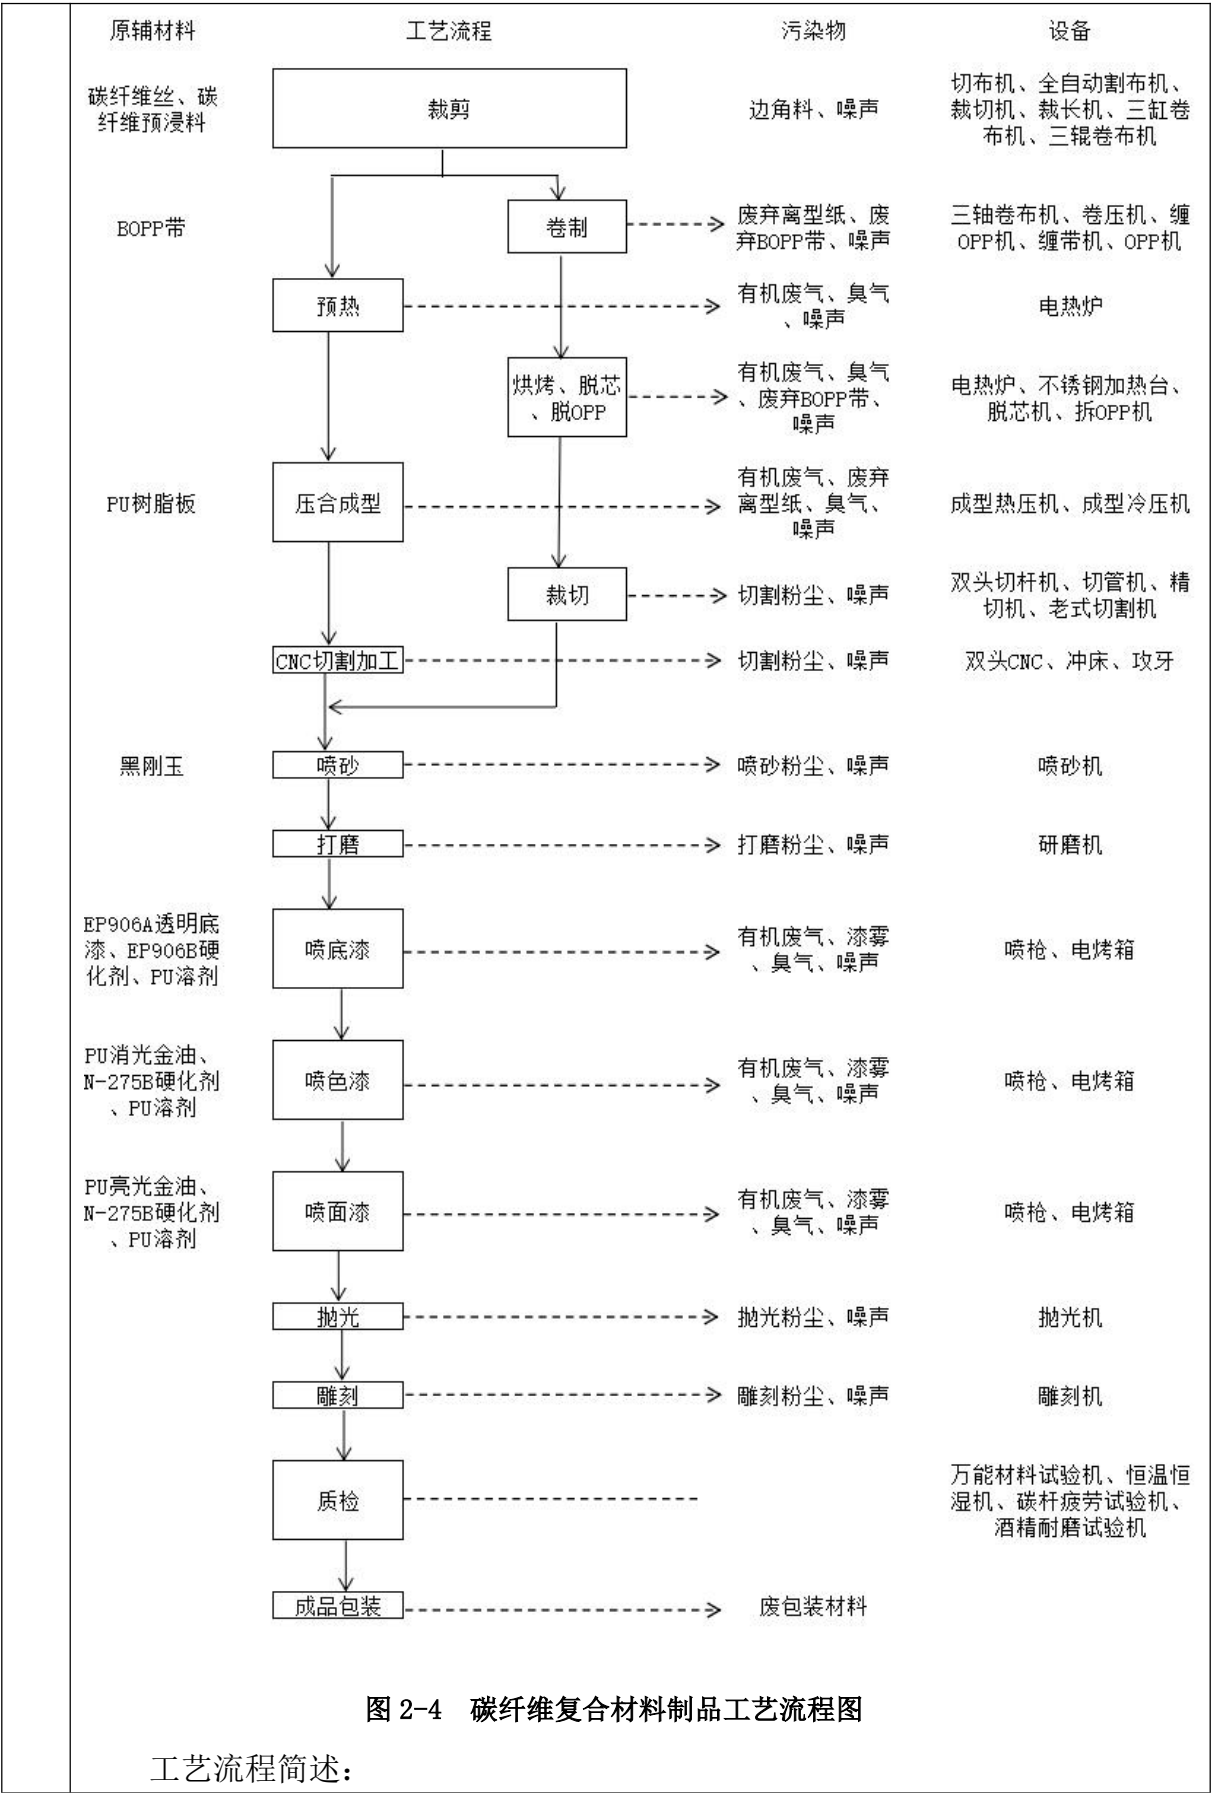 原辅材料 工艺流程 污染物 设备
碳纤维丝、碳
纤维预浸料
裁剪
边角料、噪声
切布机、全自动割布机、
裁切机、裁长机、三缸卷
布机、三辊卷布机
BOPP带
卷制
废弃离型纸、废
弃BOPP带、噪声
三轴卷布机、卷压机、缠
OPP机、缠带机、OPP机
预热
有机废气、臭气
、噪声
电热炉
烘烤、脱芯
、脱OPP
有机废气、臭气
、废弃BOPP带、
噪声
电热炉、不锈钢加热台、
脱芯机、拆OPP机
PU树脂板
压合成型
有机废气、废弃
离型纸、臭气、
噪声
成型热压机、成型冷压机
裁切
切割粉尘、噪声
双头切杆机、切管机、精
切机、老式切割机
CNC切割加工
切割粉尘、噪声
双头CNC、冲床、攻牙
黑刚玉
喷砂
喷砂粉尘、噪声
喷砂机
打磨
打磨粉尘、噪声
研磨机
EP906A透明底
漆、EP906B硬
化剂、PU溶剂
喷底漆
有机废气、漆雾
、臭气、噪声
喷枪、电烤箱
PU消光金油、
N-275B硬化剂
、PU溶剂
喷色漆
有机废气、漆雾
、臭气、噪声
喷枪、电烤箱
PU亮光金油、
N-275B硬化剂
、PU溶剂
喷面漆
有机废气、漆雾
、臭气、噪声
喷枪、电烤箱
抛光
抛光粉尘、噪声
抛光机
雕刻
雕刻粉尘、噪声
雕刻机
质检
万能材料试验机、恒温恒
湿机、碳杆疲劳试验机、
酒精耐磨试验机
成品包装
废包装材料
图 2-4 碳纤维复合材料制品工艺流程图
工艺流程简述：